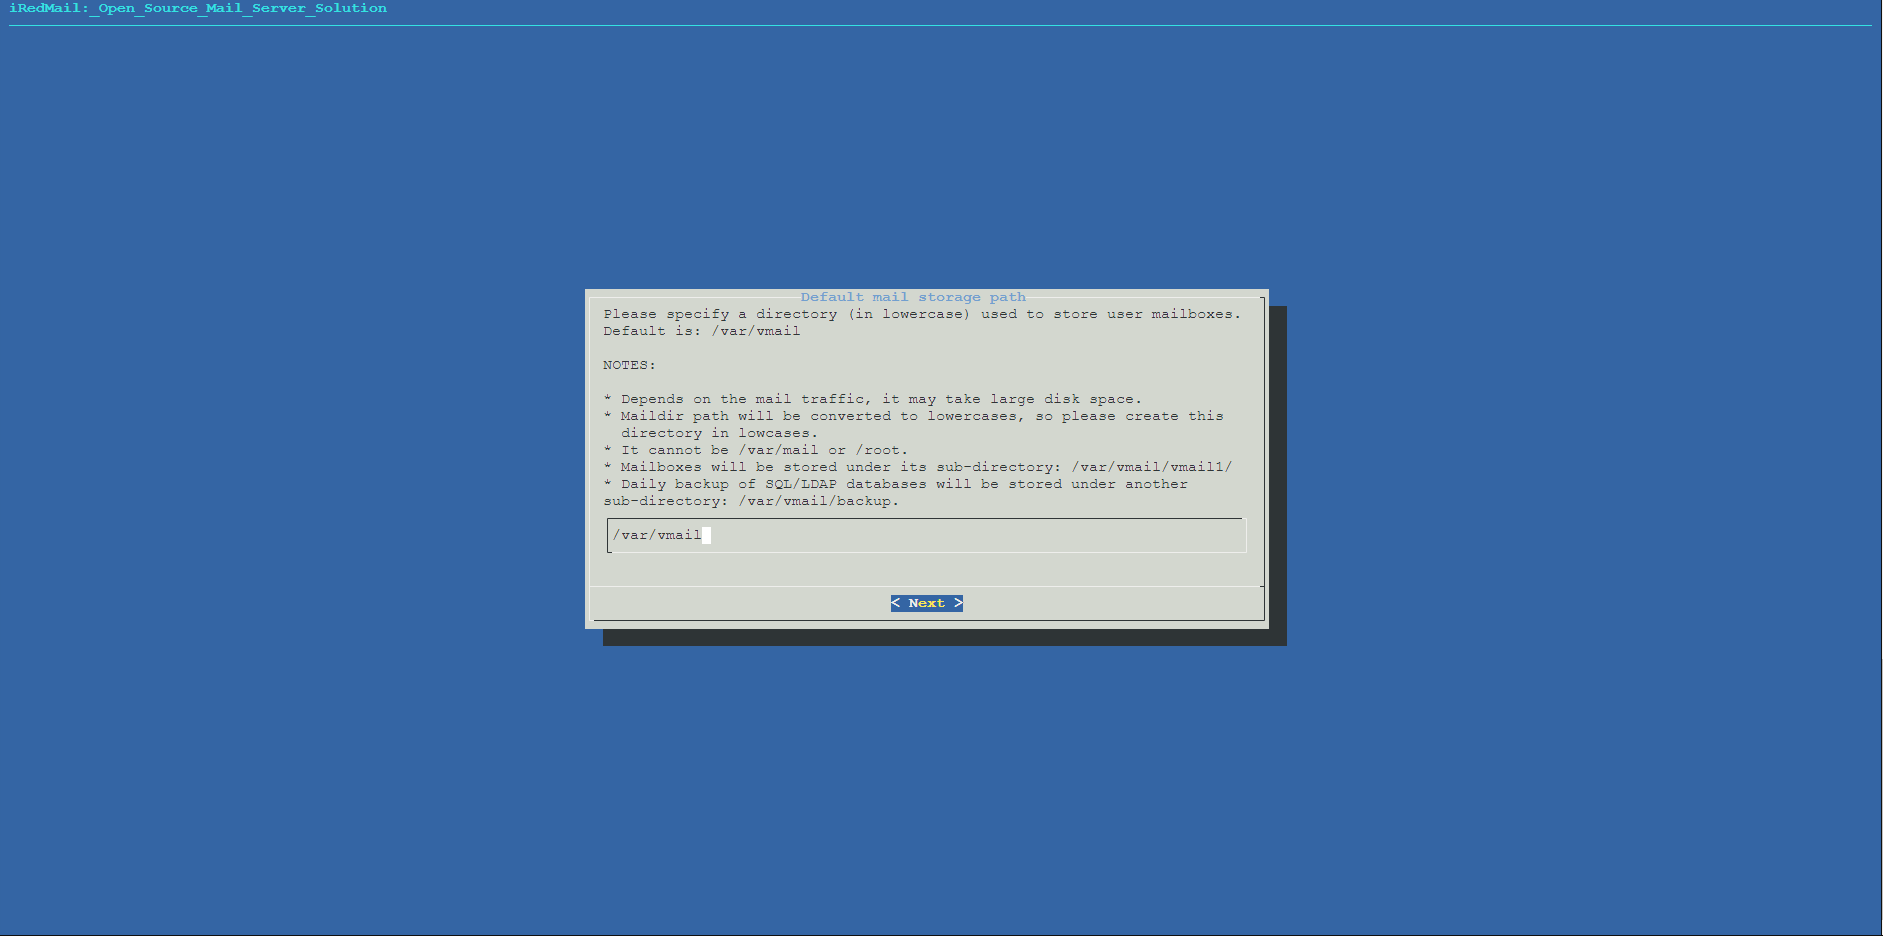 iRedMail:_Open_Source_Mail_Server_Solution
Default mail storage path
Please specify a directory (in lowercase) used to store user mailboxes.
Default is: /var/vmail
NOTES:
* Depends on the mail traffic, it may take large disk space.
* Maildir path will be converted to lowercases, so please create this
directory in lowcases.
* It cannot be /var/mail or /root.
* Mailboxes will be stored under its sub-directory: /var/vmail/vmail1/
* Daily backup of SQL/LDAP databases will be stored under another
sub-directory: /var/vmail/backup.
/var/vmail
< Next >